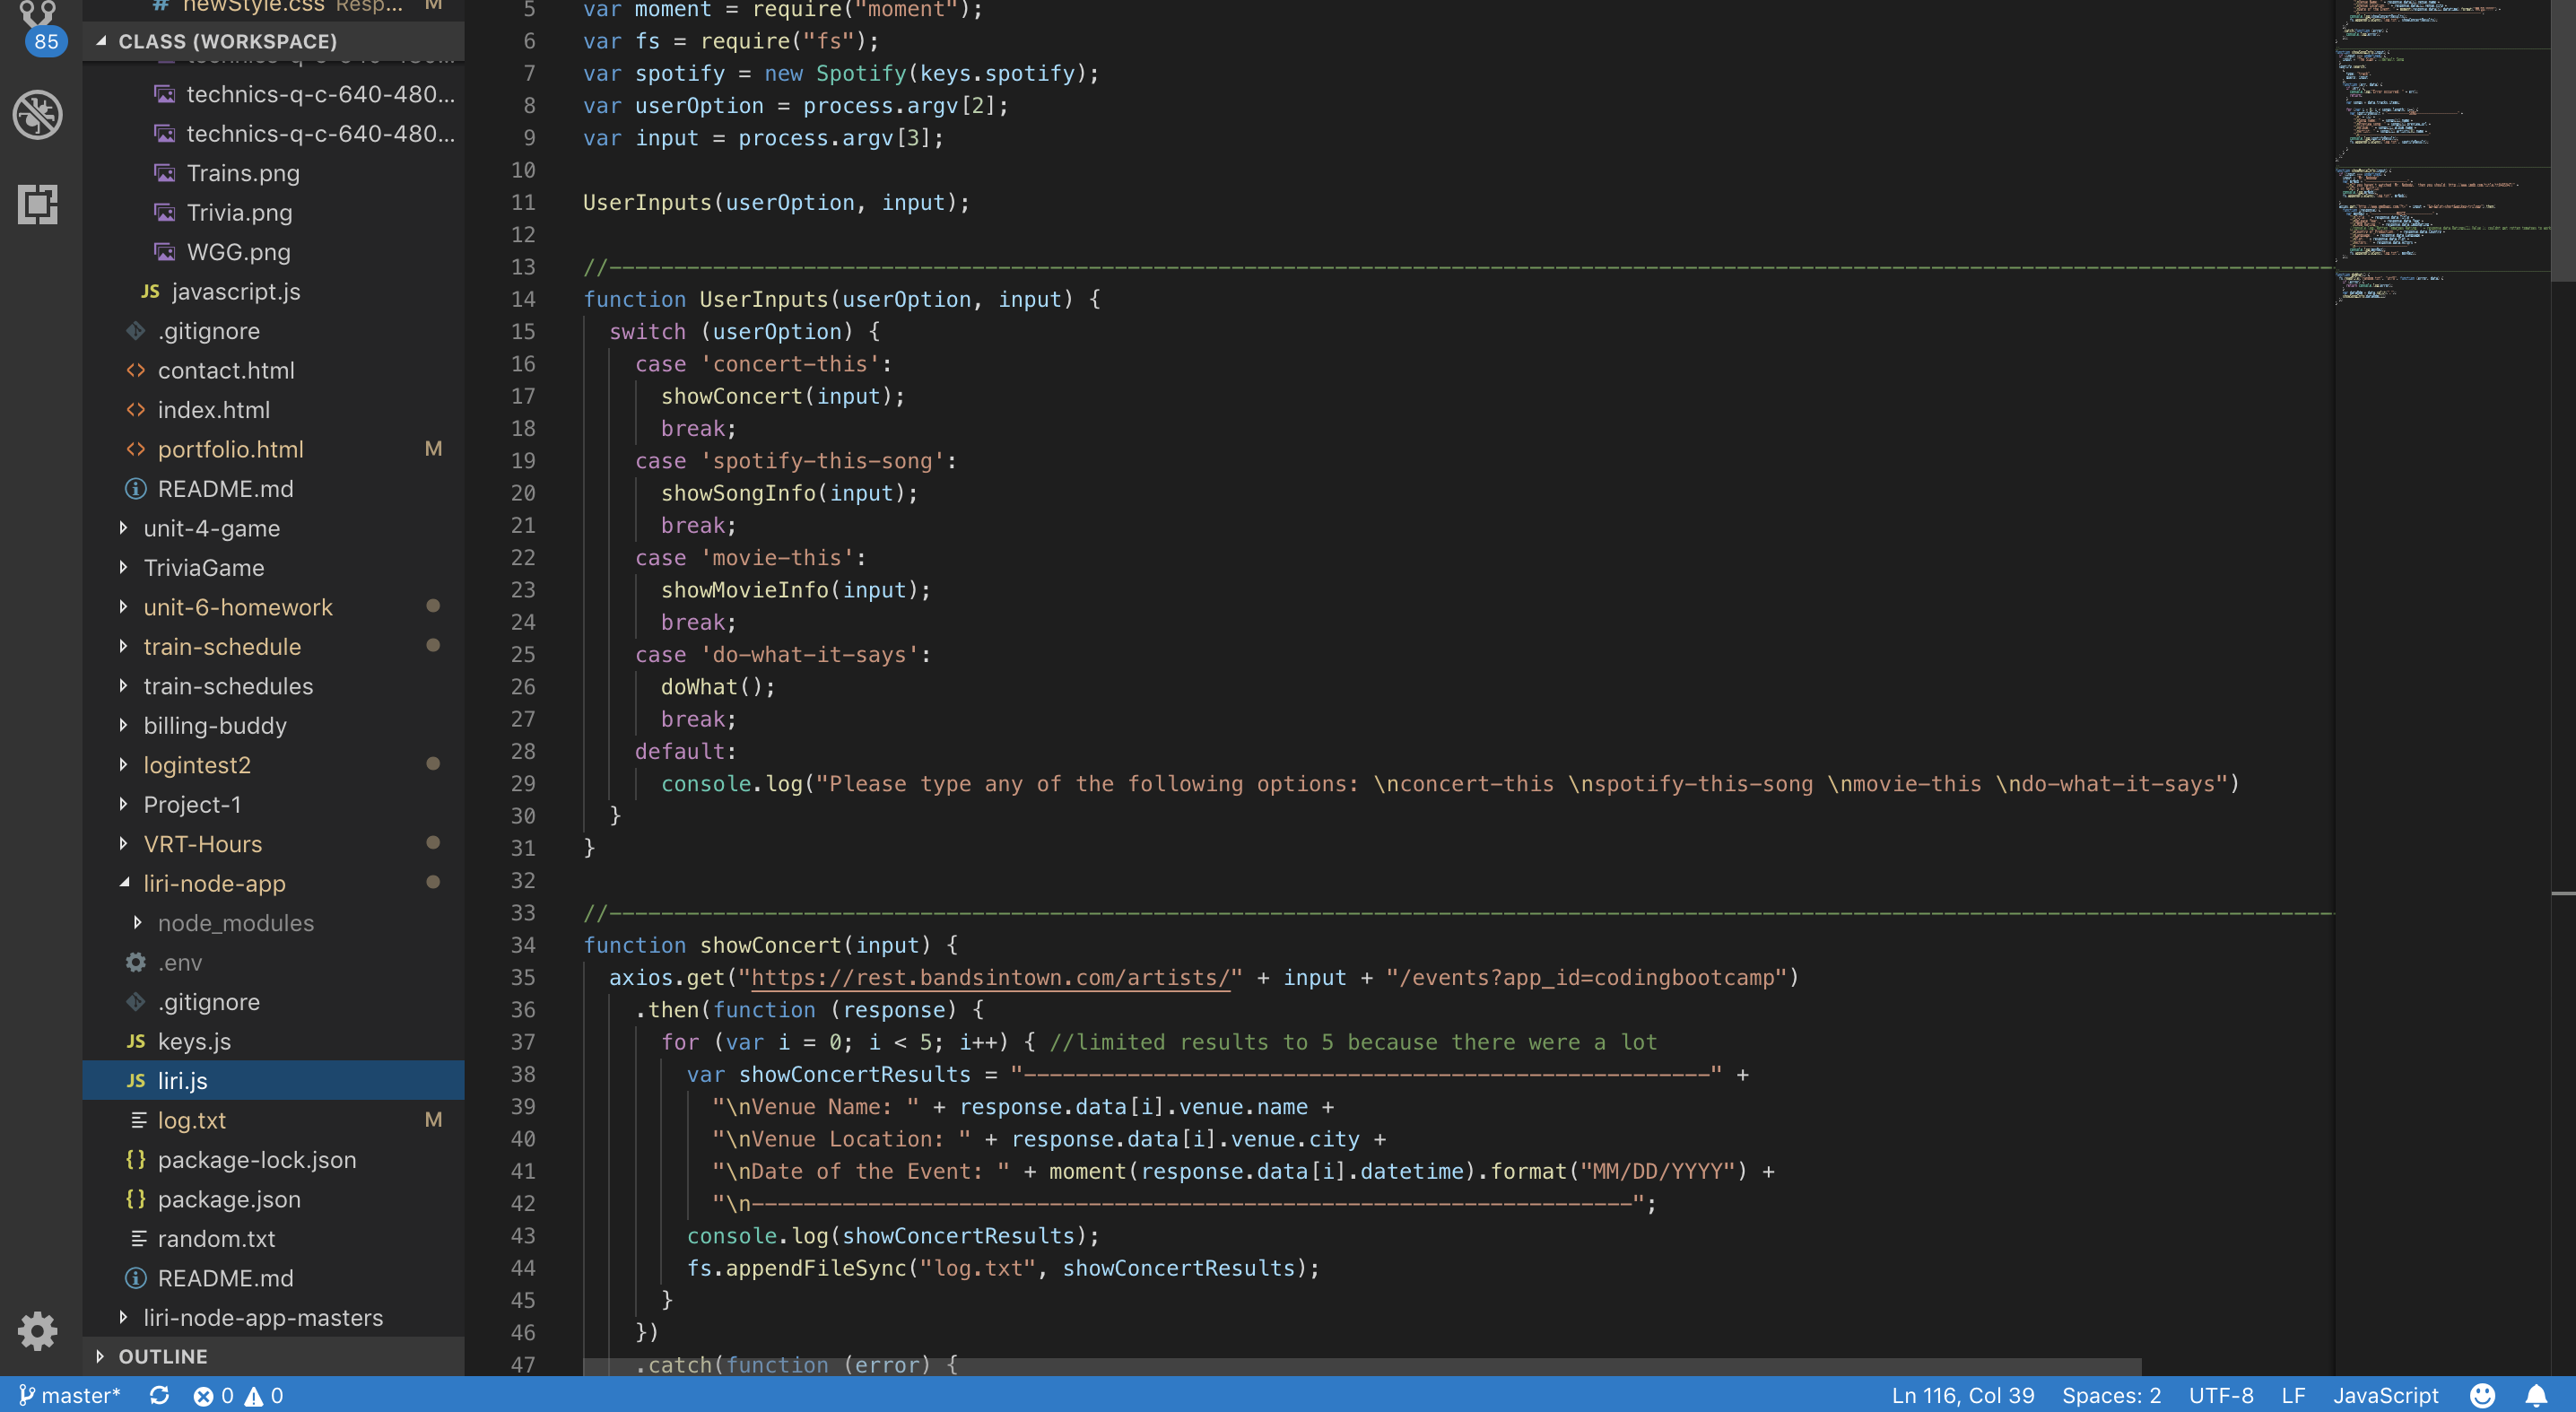 newStyle.css Resp... M
85
CLASS (WORKSPACE)
technics-q-c-640-480...
technics-q-c-640-480...
technics-q-c-640-480...
Trains.png
Trivia.png
WGG.png
JS javascript.js
.gitignore
contact.html
index.html
portfolio.html M
README.md
unit-4-game
TriviaGame
unit-6-homework
train-schedule
train-schedules
billing-buddy
logintest2
Project-1
VRT-Hours
liri-node-app
node_modules
.env
.gitignore
JS keys.js
JS liri.js
log.txt M
{} package-lock.json
{} package.json
random.txt
README.md
liri-node-app-masters
OUTLINE
5 var moment = require("moment");
6 var fs = require("fs");
7 var spotify = new Spotify(keys.spotify);
8 var userOption = process.argv[2];
9 var input = process.argv[3];
10
11 UserInputs(userOption, input);
12
13 //------------------------------------------------------------------------------------------------------------------------------------
14 function UserInputs(userOption, input) {
15 switch (userOption) {
16 case 'concert-this':
17 showConcert(input);
18 break;
19 case 'spotify-this-song':
20 showSongInfo(input);
21 break;
22 case 'movie-this':
23 showMovieInfo(input);
24 break;
25 case 'do-what-it-says':
26 doWhat();
27 break;
28 default:
29 console.log("Please type any of the following options: \nconcert-this \nspotify-this-song \nmovie-this \ndo-what-it-says")
30 }
31 }
32
33 //------------------------------------------------------------------------------------------------------------------------------------
34 function showConcert(input) {
35 axios.get("https://rest.bandsintown.com/artists/" + input + "/events?app_id=codingbootcamp")
36 .then(function (response) {
37 for (var i = 0; i < 5; i++) { //limited results to 5 because there were a lot
38 var showConcertResults = "-----------------------------------------------------" +
39 "\nVenue Name: " + response.data[i].venue.name +
40 "\nVenue Location: " + response.data[i].venue.city +
41 "\nDate of the Event: " + moment(response.data[i].datetime).format("MM/DD/YYYY") +
42 "\n--------------------------------------------------------------------";
43 console.log(showConcertResults);
44 fs.appendFileSync("log.txt", showConcertResults);
45 }
46 })
47 .catch(function (error) {
master* 0 0 Ln 116, Col 39 Spaces: 2 UTF-8 LF JavaScript